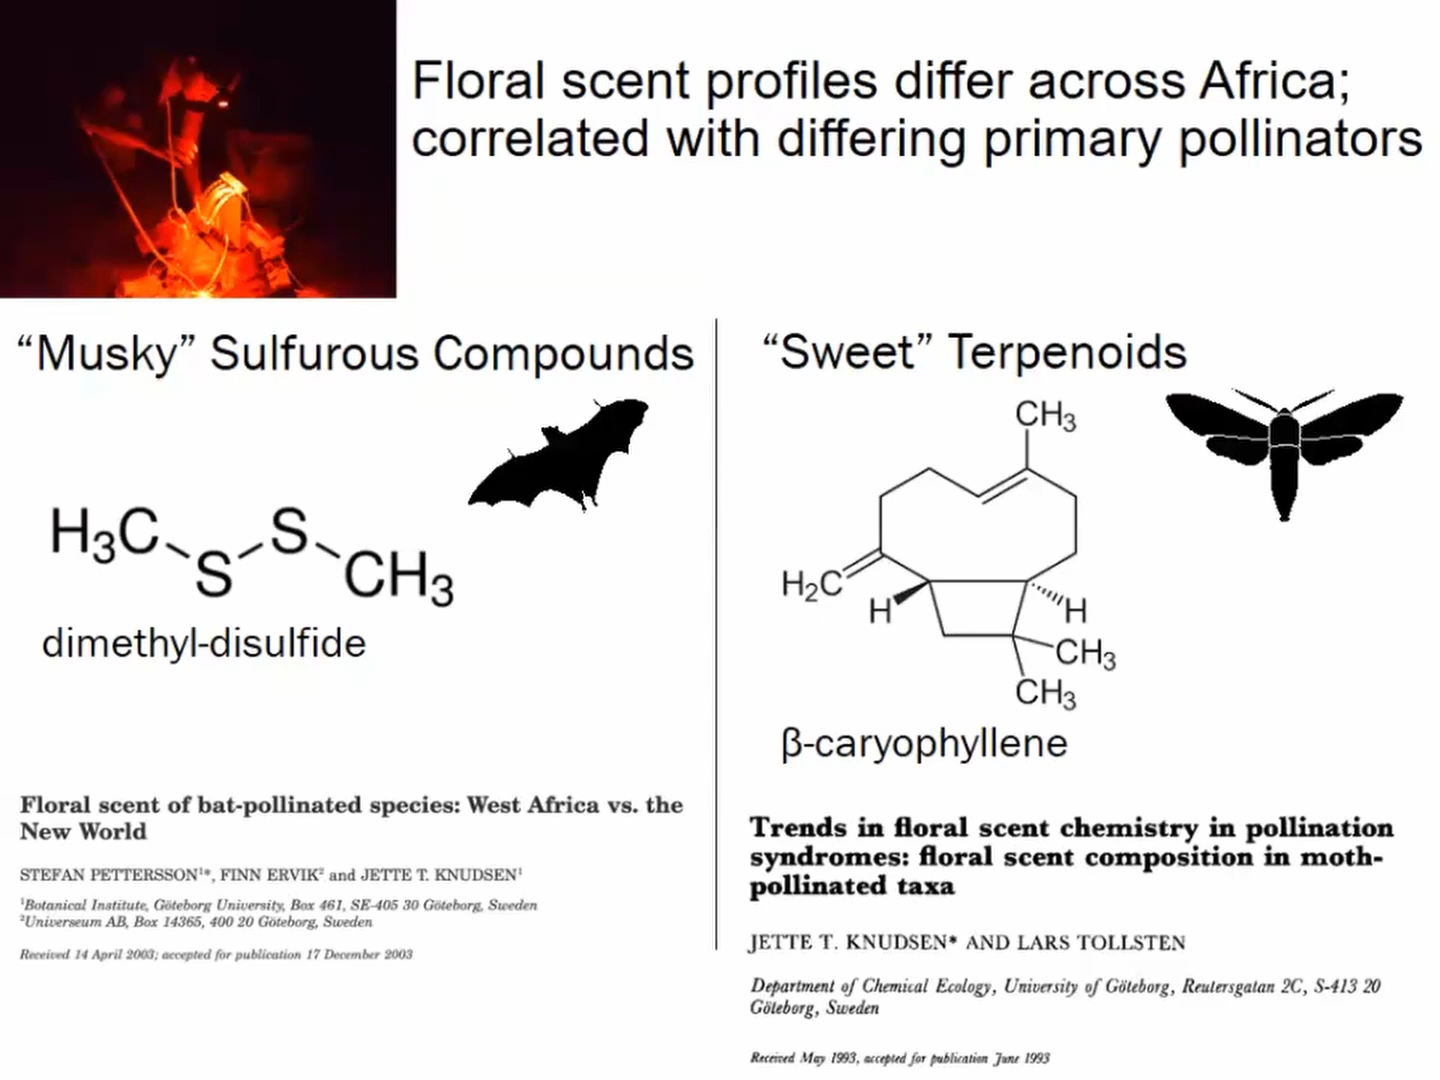 Floral scent profiles differ across Africa;
correlated with differing primary pollinators
“Musky” Sulfurous Compounds
H3C
S
S
CH3
dimethyl-disulfide
Floral scent of bat-pollinated species: West Africa vs. the
New World
STEFAN PETTERSSON1*, FINN ERVIK2 and JETTE T. KNUDSEN1
1Botanical Institute, Göteborg University, Box 461, SE-405 30 Göteborg, Sweden
2Universeum AB, Box 14365, 400 20 Göteborg, Sweden
Received 14 April 2003; accepted for publication 17 December 2003
“Sweet” Terpenoids
CH3
H2C
H
H
CH3
CH3
β-caryophyllene
Trends in floral scent chemistry in pollination
syndromes: floral scent composition in moth-
pollinated taxa
JETTE T. KNUDSEN* AND LARS TOLLSTEN
Department of Chemical Ecology, University of Göteborg, Reutersgatan 2C, S-413 20
Göteborg, Sweden
Received May 1993, accepted for publication June 1993